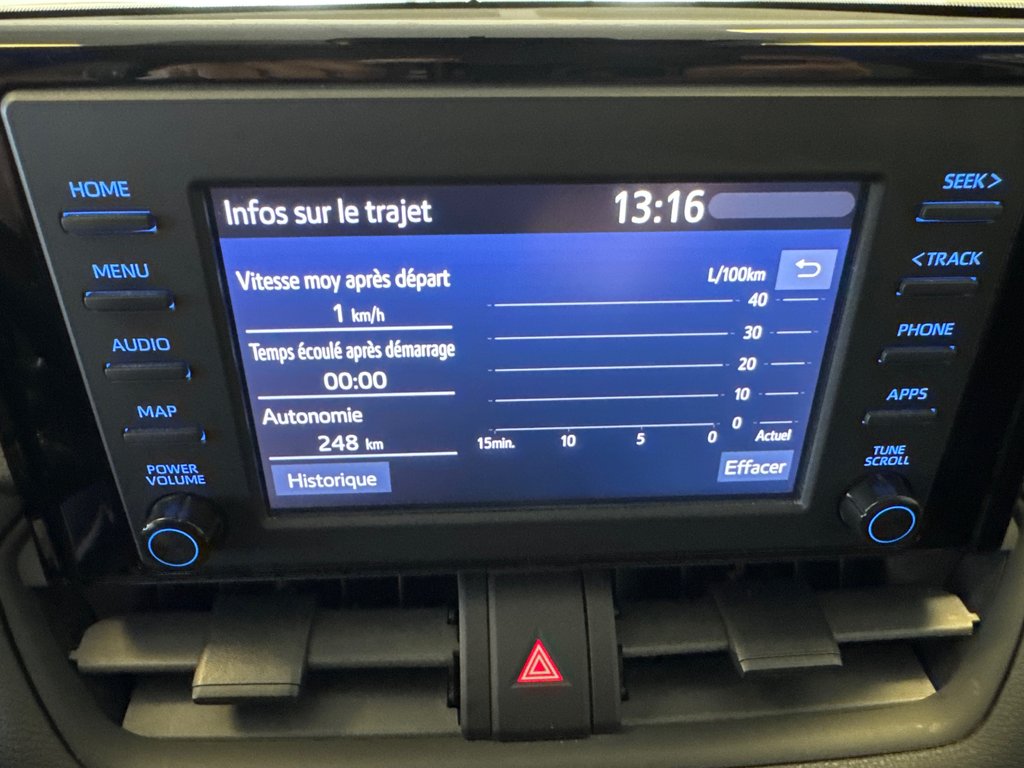 HOME
MENU
AUDIO
MAP
POWER
VOLUME
Infos sur le trajet 13:16
Vitesse moy après départ
1 km/h
Temps écoulé après démarrage
00:00
Autonomie
248 km
Historique
L/100km
40
30
20
10
0
15min. 10 5 0 Actuel
Effacer
SEEK>
<TRACK
PHONE
APPS
TUNE
SCROLL